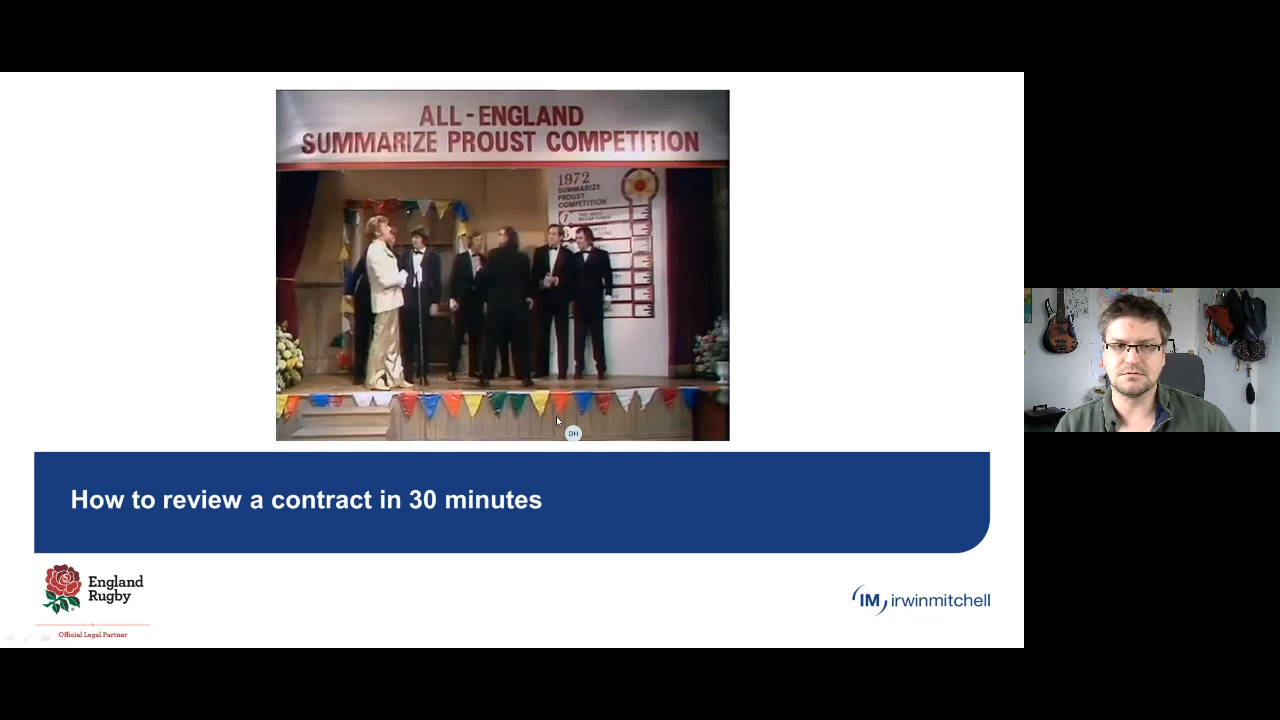 ALL-ENGLAND
SUMMARIZE PROUST COMPETITION
1972
SUMMARIZE
PROUST
COMPETITION
DH
How to review a contract in 30 minutes
England
Rugby
Official Legal Partner
IM irwinmitchell